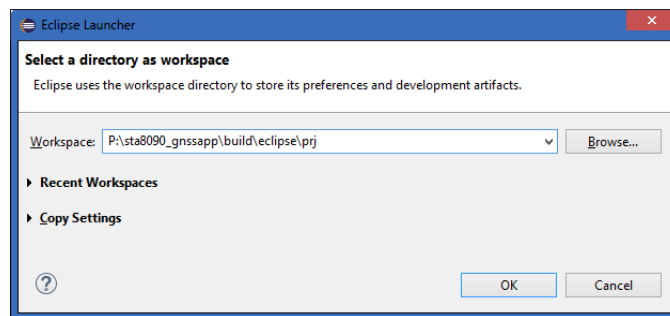 Eclipse Launcher
Select a directory as workspace
Eclipse uses the workspace directory to store its preferences and development artifacts.
Workspace: P:\sta8090_gnssapp\build\eclipse\prj Browse...
Recent Workspaces
Copy Settings
? OK Cancel